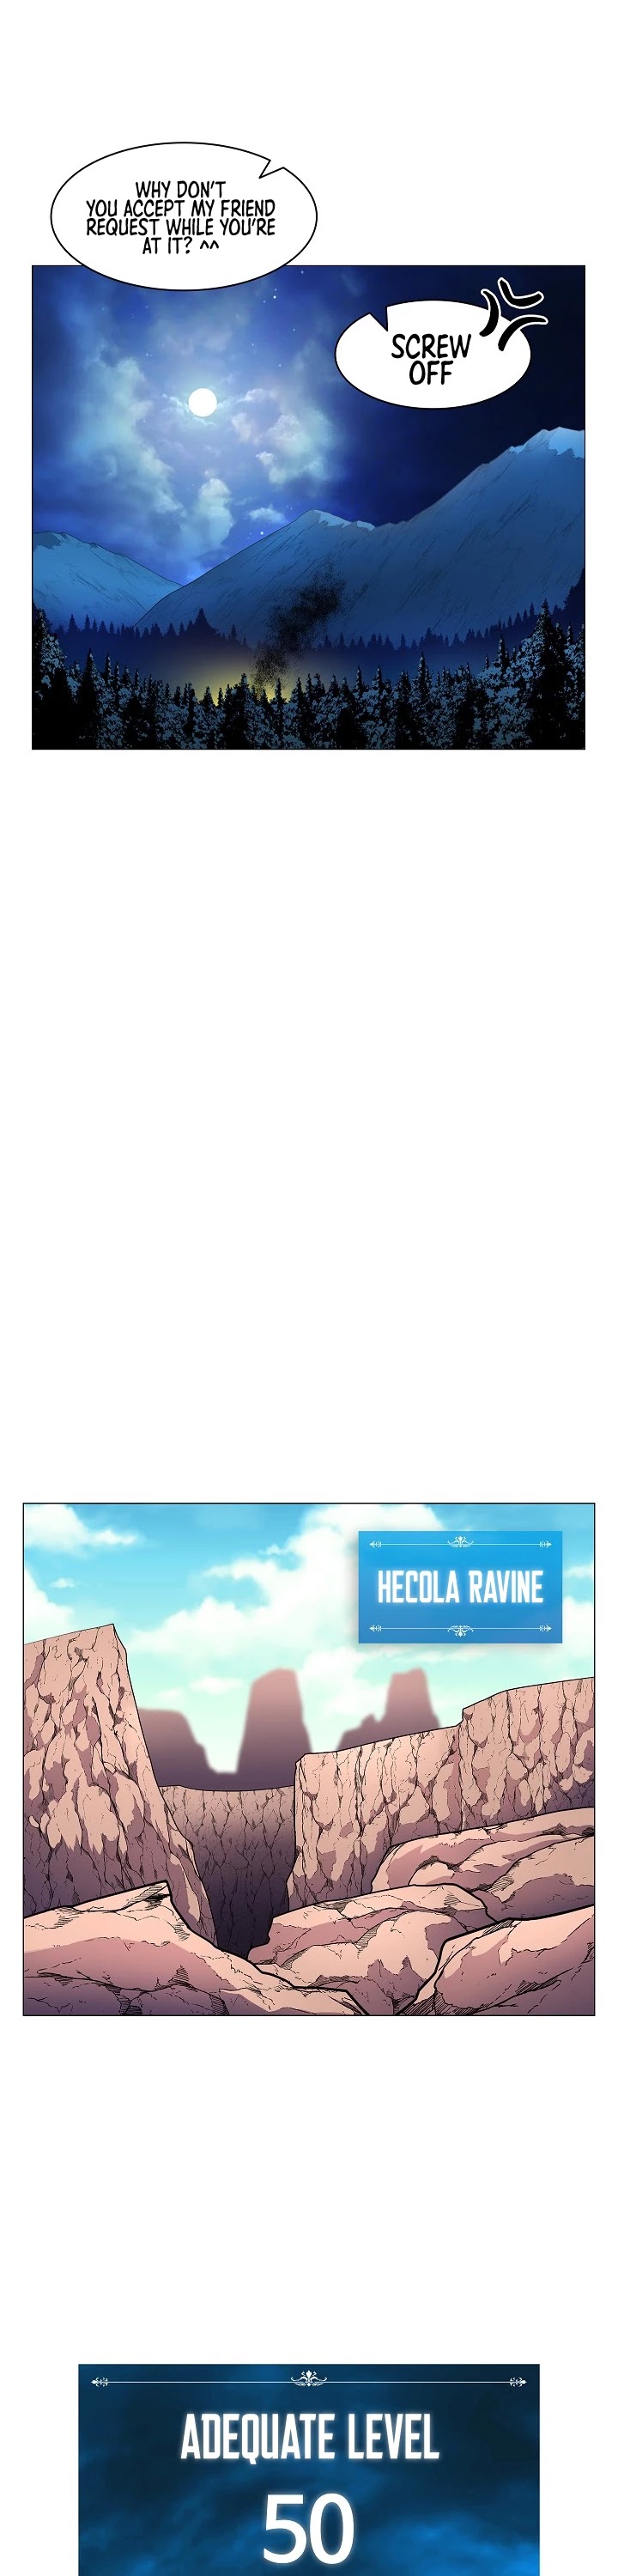 WHY DON'T
YOU ACCEPT MY FRIEND
REQUEST WHILE YOU'RE
AT IT? ^^
SCREW
OFF
HECOLA RAVINE
ADEQUATE LEVEL
50